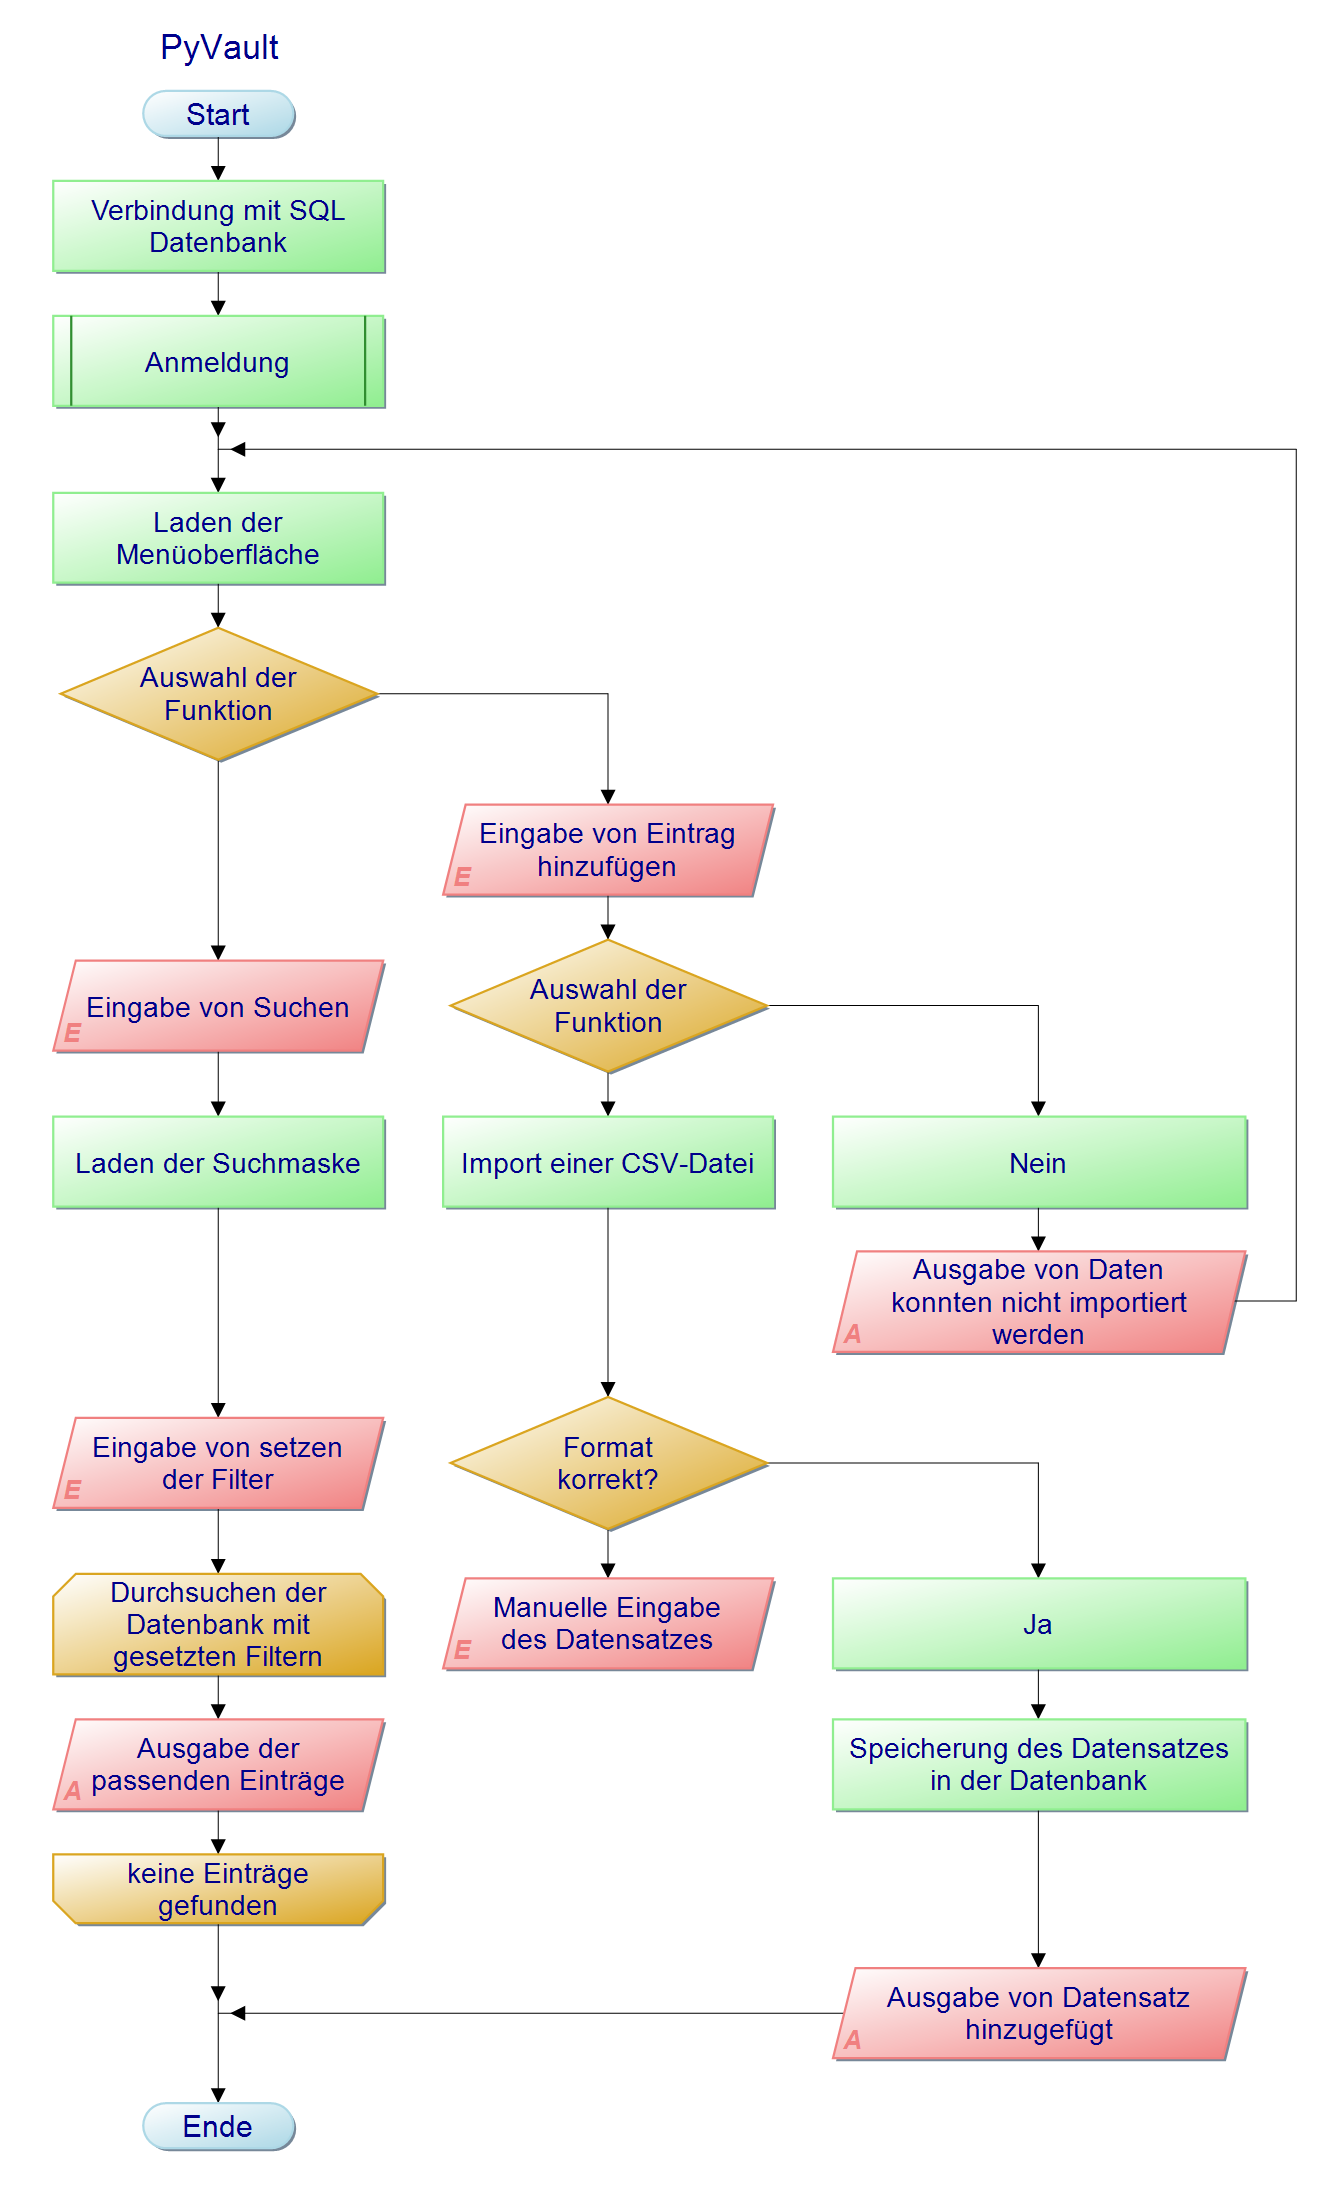 PyVault
Start
Verbindung mit SQL
Datenbank
Anmeldung
Laden der
Menüoberfläche
Auswahl der
Funktion
Eingabe von Eintrag
hinzufügen
E
Auswahl der
Funktion
Eingabe von Suchen
E
Laden der Suchmaske
Import einer CSV-Datei
Nein
Ausgabe von Daten
konnten nicht importiert
werden
A
Eingabe von setzen
der Filter
E
Format
korrekt?
Durchsuchen der
Datenbank mit
gesetzten Filtern
Manuelle Eingabe
des Datensatzes
E
Ja
Ausgabe der
passenden Einträge
A
Speicherung des Datensatzes
in der Datenbank
keine Einträge
gefunden
Ausgabe von Datensatz
hinzugefügt
A
Ende